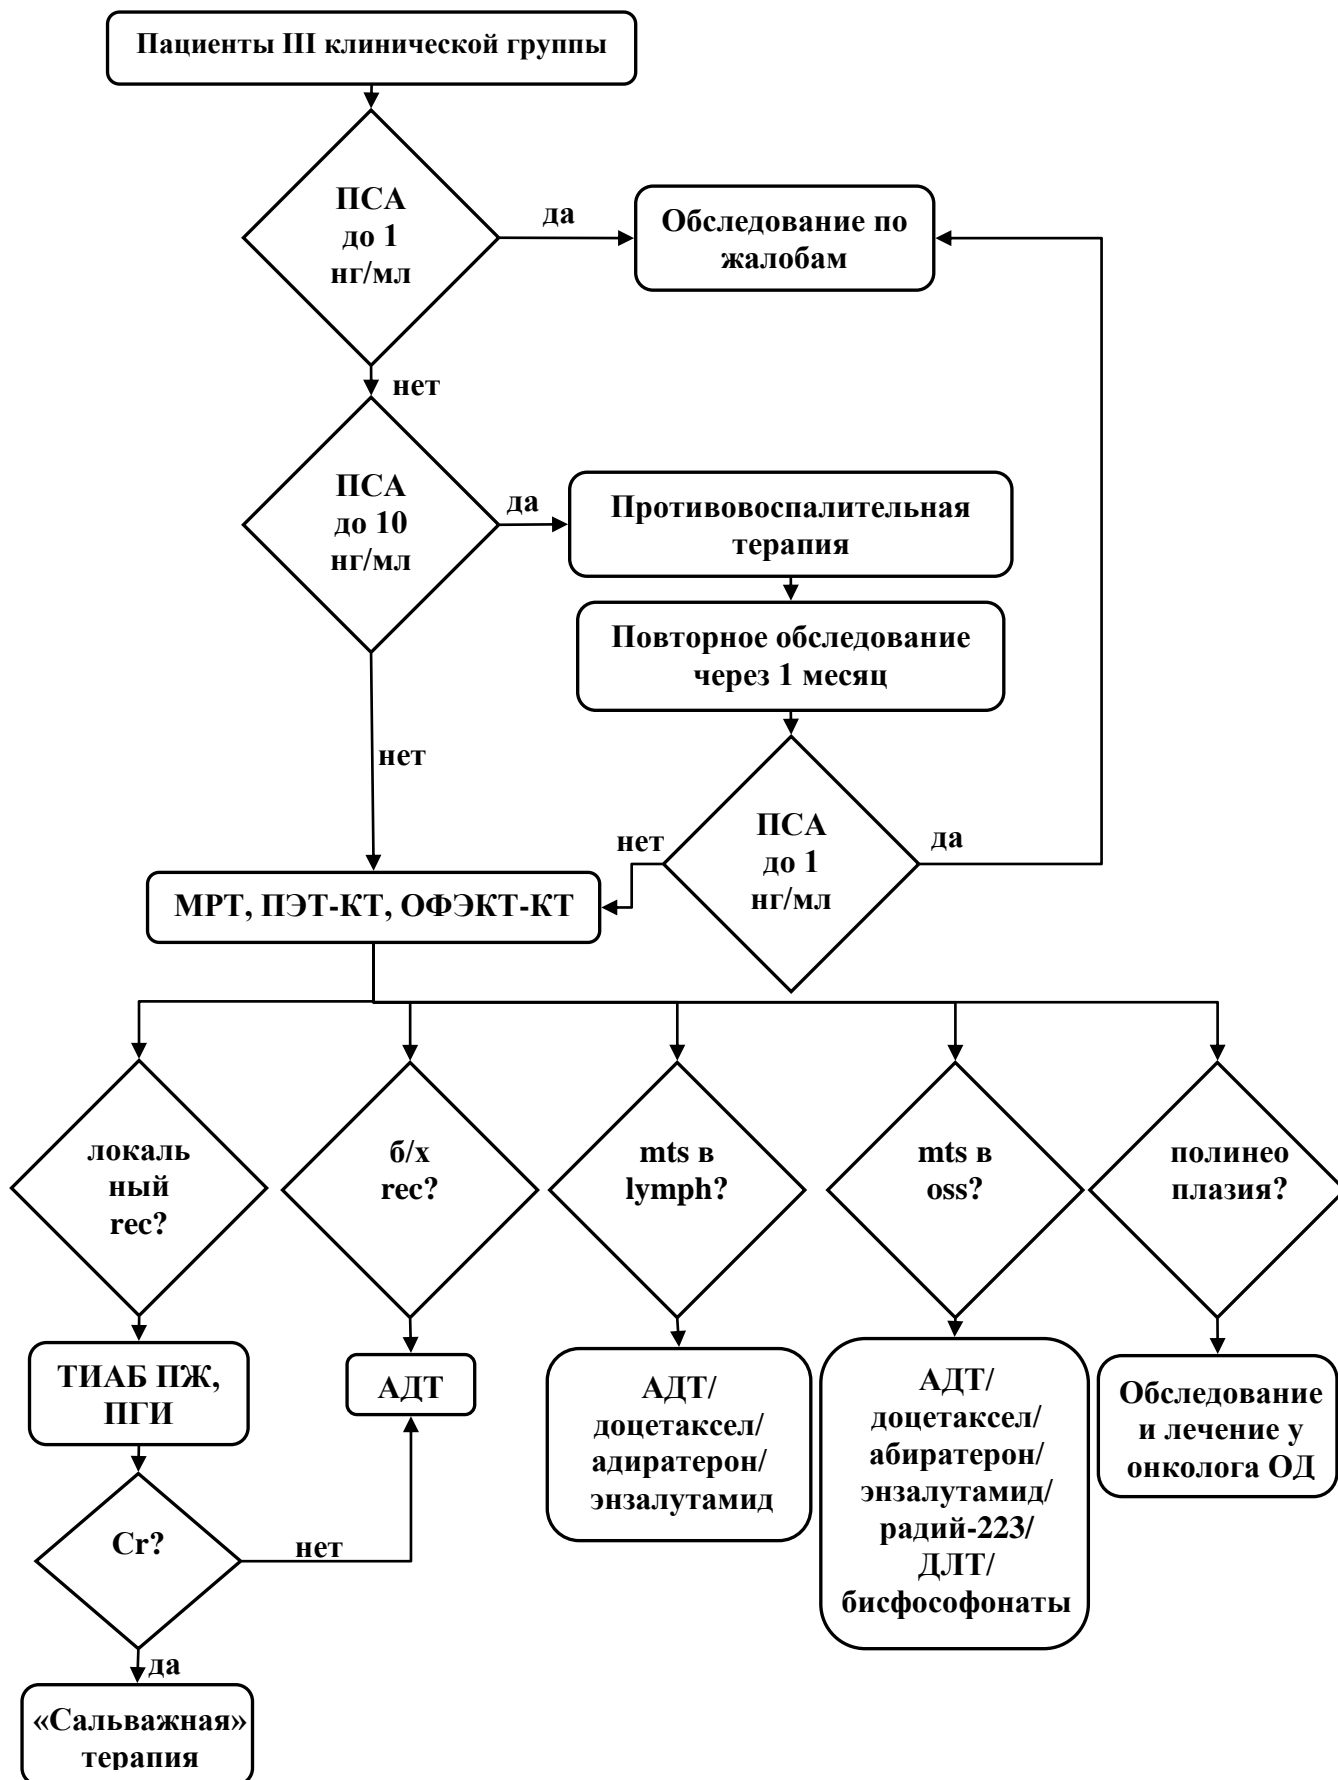 Пациенты III клинической группы
ПСА
до 1
нг/мл
да
Обследование по
жалобам
нет
ПСА
до 10
нг/мл
да
Противовоспалительная
терапия
Повторное обследование
через 1 месяц
нет
ПСА
до 1
нг/мл
нет
да
МРТ, ПЭТ-КТ, ОФЭКТ-КТ
локаль
ный
rec?
б/х
rec?
mts в
lymph?
mts в
oss?
полинео
плазия?
ТИАБ ПЖ,
ПГИ
АДТ
АДТ/
доцетаксел/
адиратерон/
энзалутамид
АДТ/
доцетаксел/
абиратерон/
энзалутамид/
радий-223/
ДЛТ/
бисфософонаты
Обследование
и лечение у
онколога ОД
Cr?
нет
да
«Сальважная»
терапия